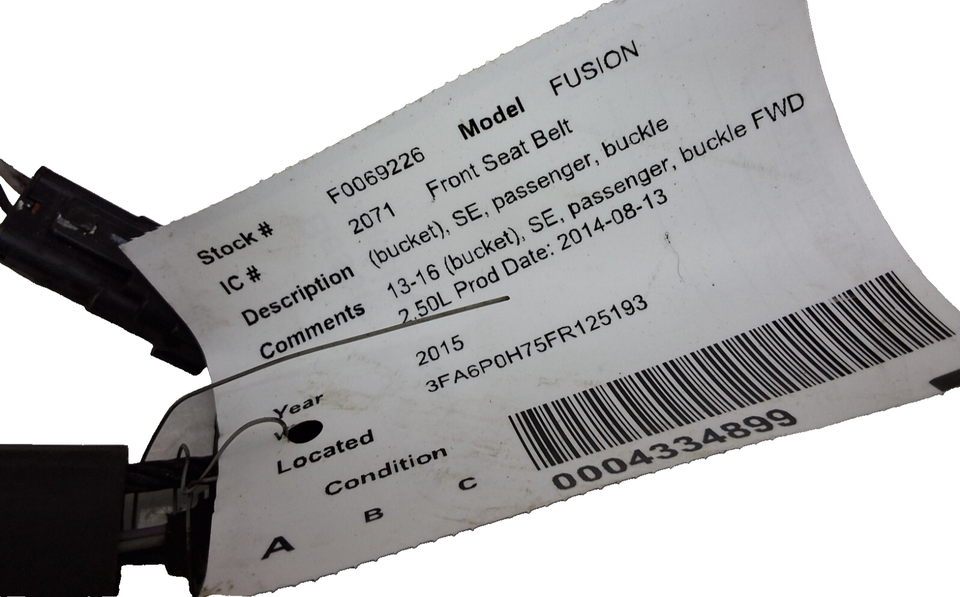 Stock # F0069226 Model FUSION
IC # 2071 Front Seat Belt
Description (bucket), SE, passenger, buckle
Comments 13-16 (bucket), SE, passenger, buckle FWD
2.50L Prod Date: 2014-08-13
Year 2015
3FA6P0H75FR125193
Located
Condition
A B C
0004334899